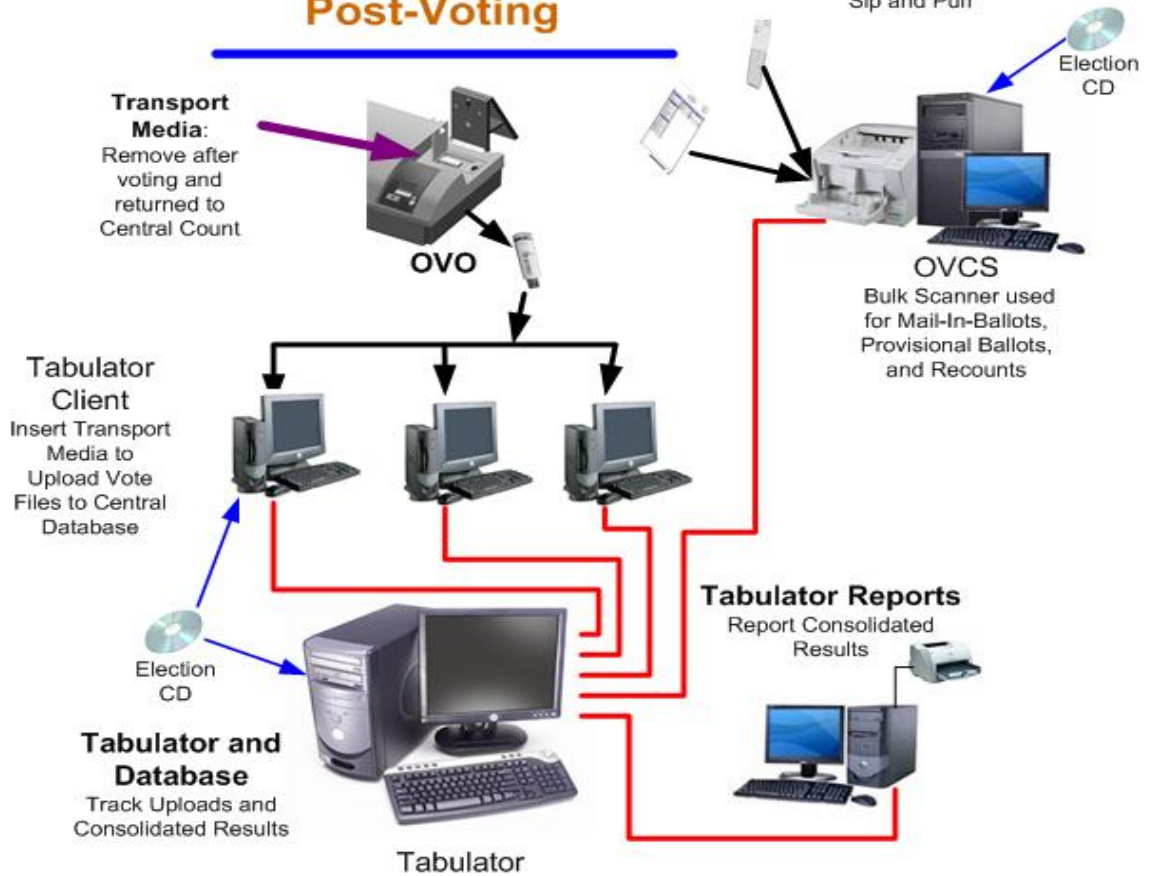 Post-Voting
Sip and Puff
Election
CD
Transport
Media:
Remove after
voting and
returned to
Central Count
OVO
OVCS
Bulk Scanner used
for Mail-In-Ballots,
Provisional Ballots,
and Recounts
Tabulator
Client
Insert Transport
Media to
Upload Vote
Files to Central
Database
Tabulator Reports
Report Consolidated
Results
Election
CD
Tabulator and
Database
Track Uploads and
Consolidated Results
Tabulator